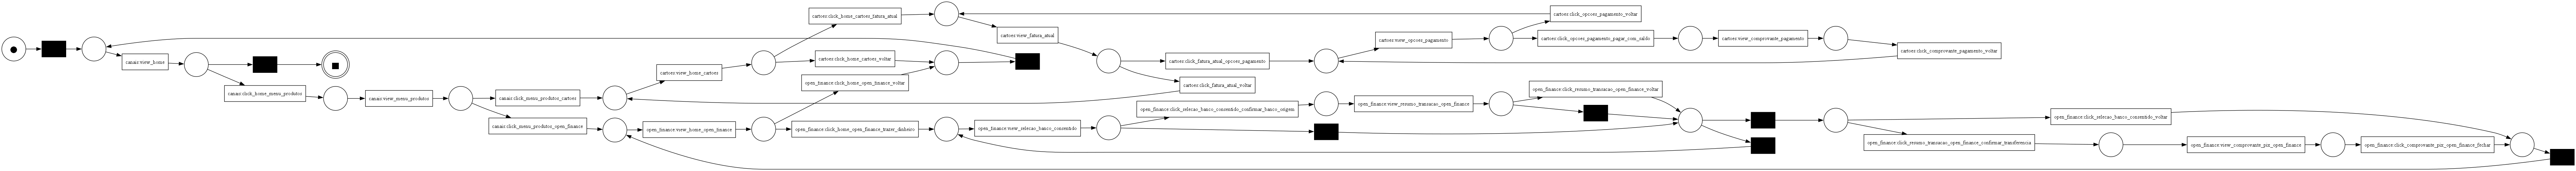 cartoes:click_home_cartoes_fatura_atual
cartoes:click_opcoes_pagamento_voltar
cartoes:view_fatura_atual
cartoes:view_opcoes_pagamento
cartoes:click_opcoes_pagamento_pagar_com_saldo
cartoes:view_comprovante_pagamento
cartoes:click_comprovante_pagamento_voltar
canais:view_home
cartoes:click_home_cartoes_voltar
cartoes:click_fatura_atual_opcoes_pagamento
cartoes:view_home_cartoes
open_finance:click_home_open_finance_voltar
cartoes:click_fatura_atual_voltar
canais:click_home_menu_produtos
canais:view_menu_produtos
canais:click_menu_produtos_cartoes
open_finance:click_resumo_transacao_open_finance_voltar
open_finance:view_resumo_transacao_open_finance
open_finance:click_selecao_banco_consentido_confirmar_banco_origem
open_finance:click_selecao_banco_consentido_voltar
canais:click_menu_produtos_open_finance
open_finance:view_home_open_finance
open_finance:click_home_open_finance_trazer_dinheiro
open_finance:view_selecao_banco_consentido
open_finance:click_resumo_transacao_open_finance_confirmar_transferencia
open_finance:view_comprovante_pix_open_finance
open_finance:click_comprovante_pix_open_finance_fechar